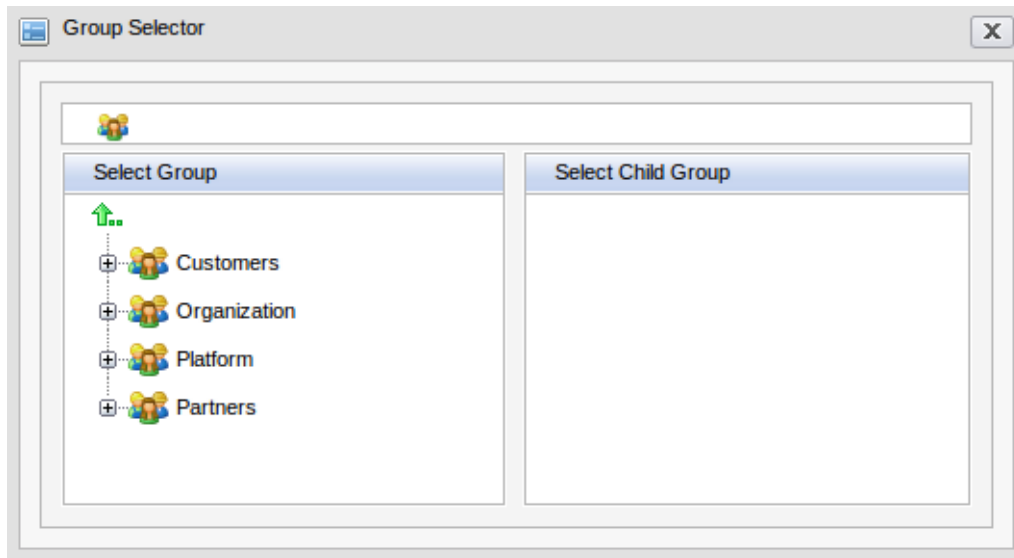 Group Selector
X
Select Group
Select Child Group
Customers
Organization
Platform
Partners